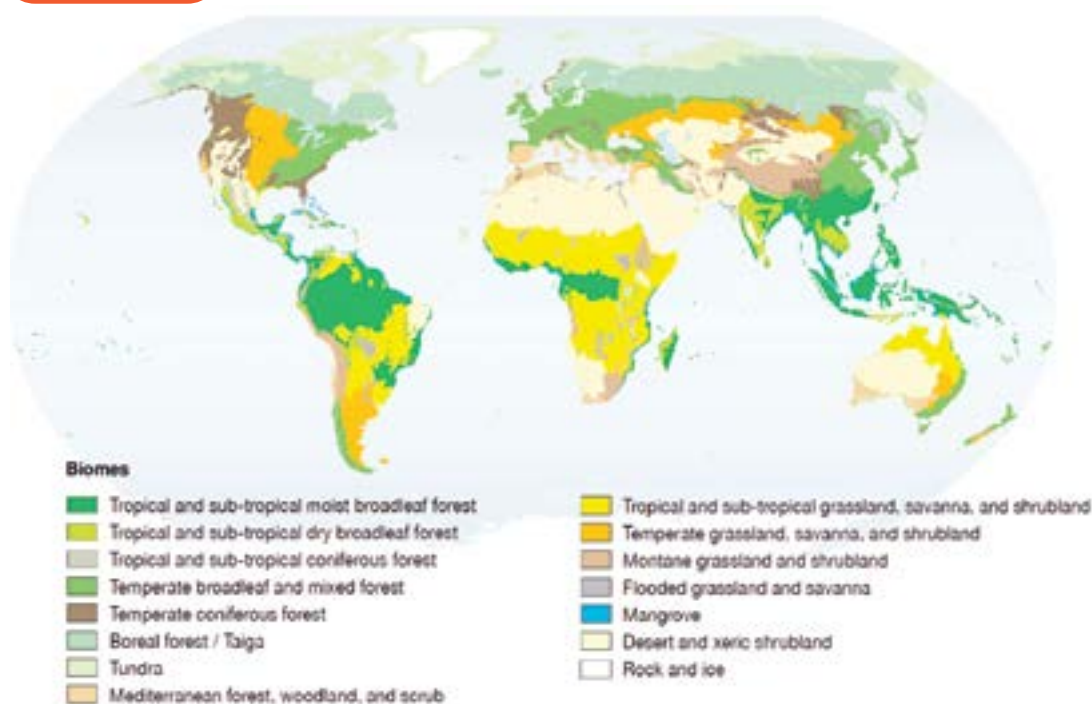 Biomes
Tropical and sub-tropical moist broadleaf forest
Tropical and sub-tropical dry broadleaf forest
Tropical and sub-tropical coniferous forest
Temperate broadleaf and mixed forest
Temperate coniferous forest
Boreal forest / Taiga
Tundra
Mediterranean forest, woodland, and scrub
Tropical and sub-tropical grassland, savanna, and shrubland
Temperate grassland, savanna, and shrubland
Montane grassland and shrubland
Flooded grassland and savanna
Mangrove
Desert and xeric shrubland
Rock and ice